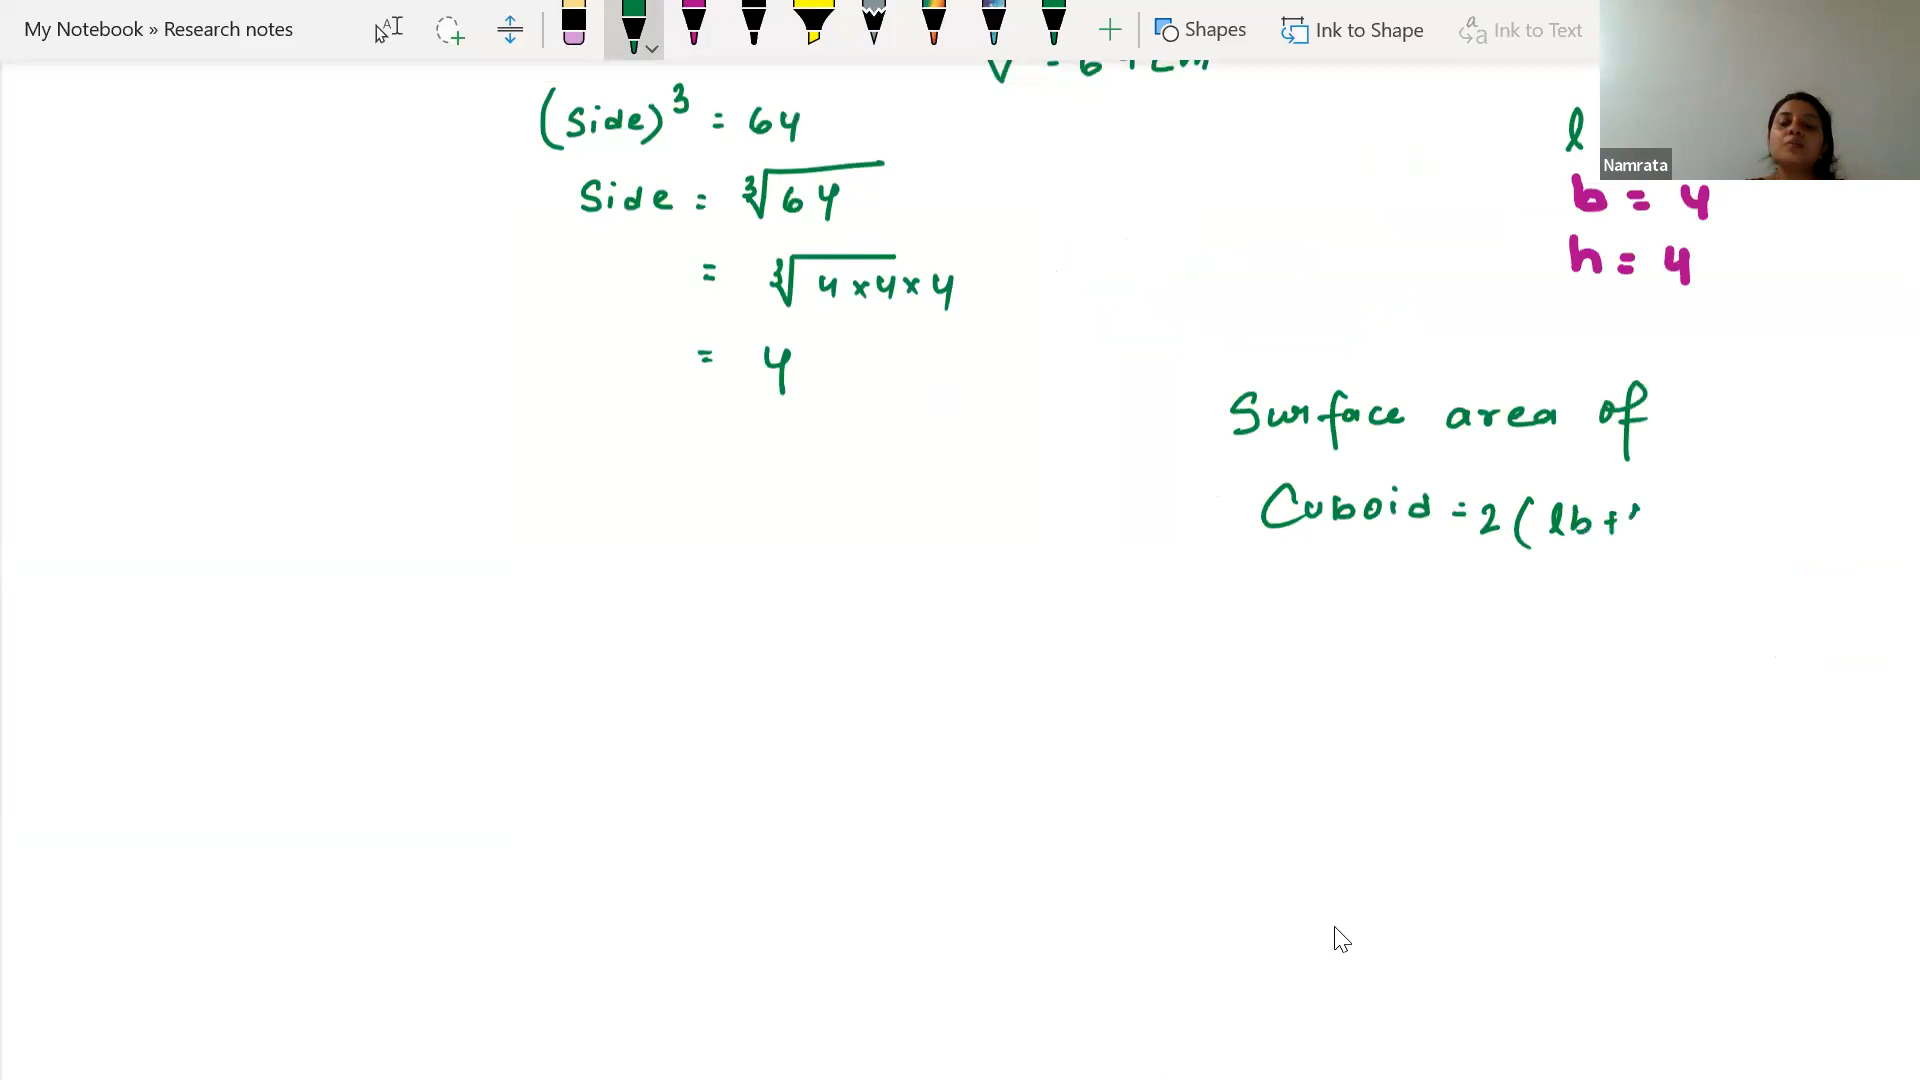 My Notebook » Research notes
Shapes
Ink to Shape
Ink to Text
Namrata
(Side)³ = 64
Side = ∛64
= ∛4×4×4
= 4
l
b = 4
h = 4
Surface area of
Cuboid = 2 ( lb +